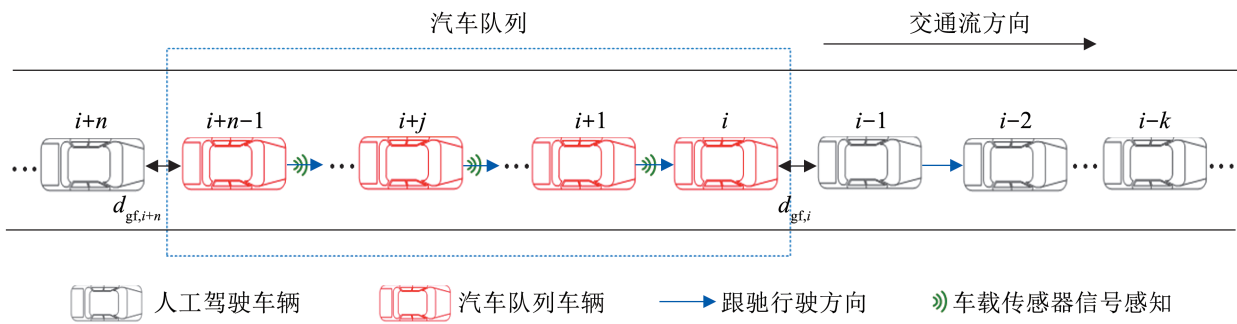 汽车队列
交通流方向
i+n
i+n−1
i+j
i+1
i
i−1
i−2
i−k
... ... ... ... ...
d_gf,i+n
d_gf,i
人工驾驶车辆
汽车队列车辆
跟驰行驶方向
车载传感器信号感知